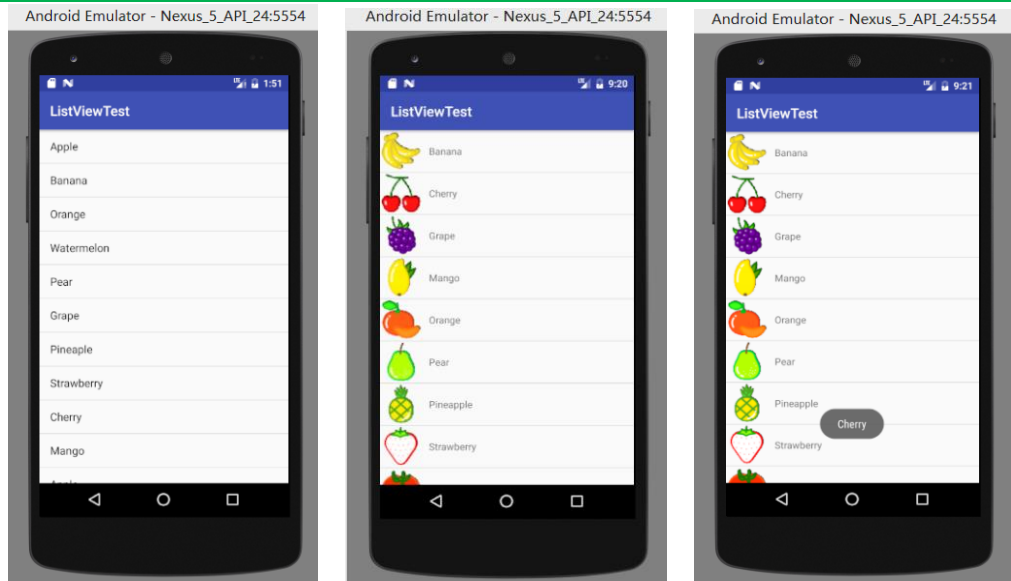 Android Emulator - Nexus_5_API_24:5554
1:51
ListViewTest
Apple
Banana
Orange
Watermelon
Pear
Grape
Pineaple
Strawberry
Cherry
Mango
Apple
Android Emulator - Nexus_5_API_24:5554
9:20
ListViewTest
Banana
Cherry
Grape
Mango
Orange
Pear
Pineapple
Strawberry
Android Emulator - Nexus_5_API_24:5554
9:21
ListViewTest
Banana
Cherry
Grape
Mango
Orange
Pear
Pineapple
Cherry
Strawberry